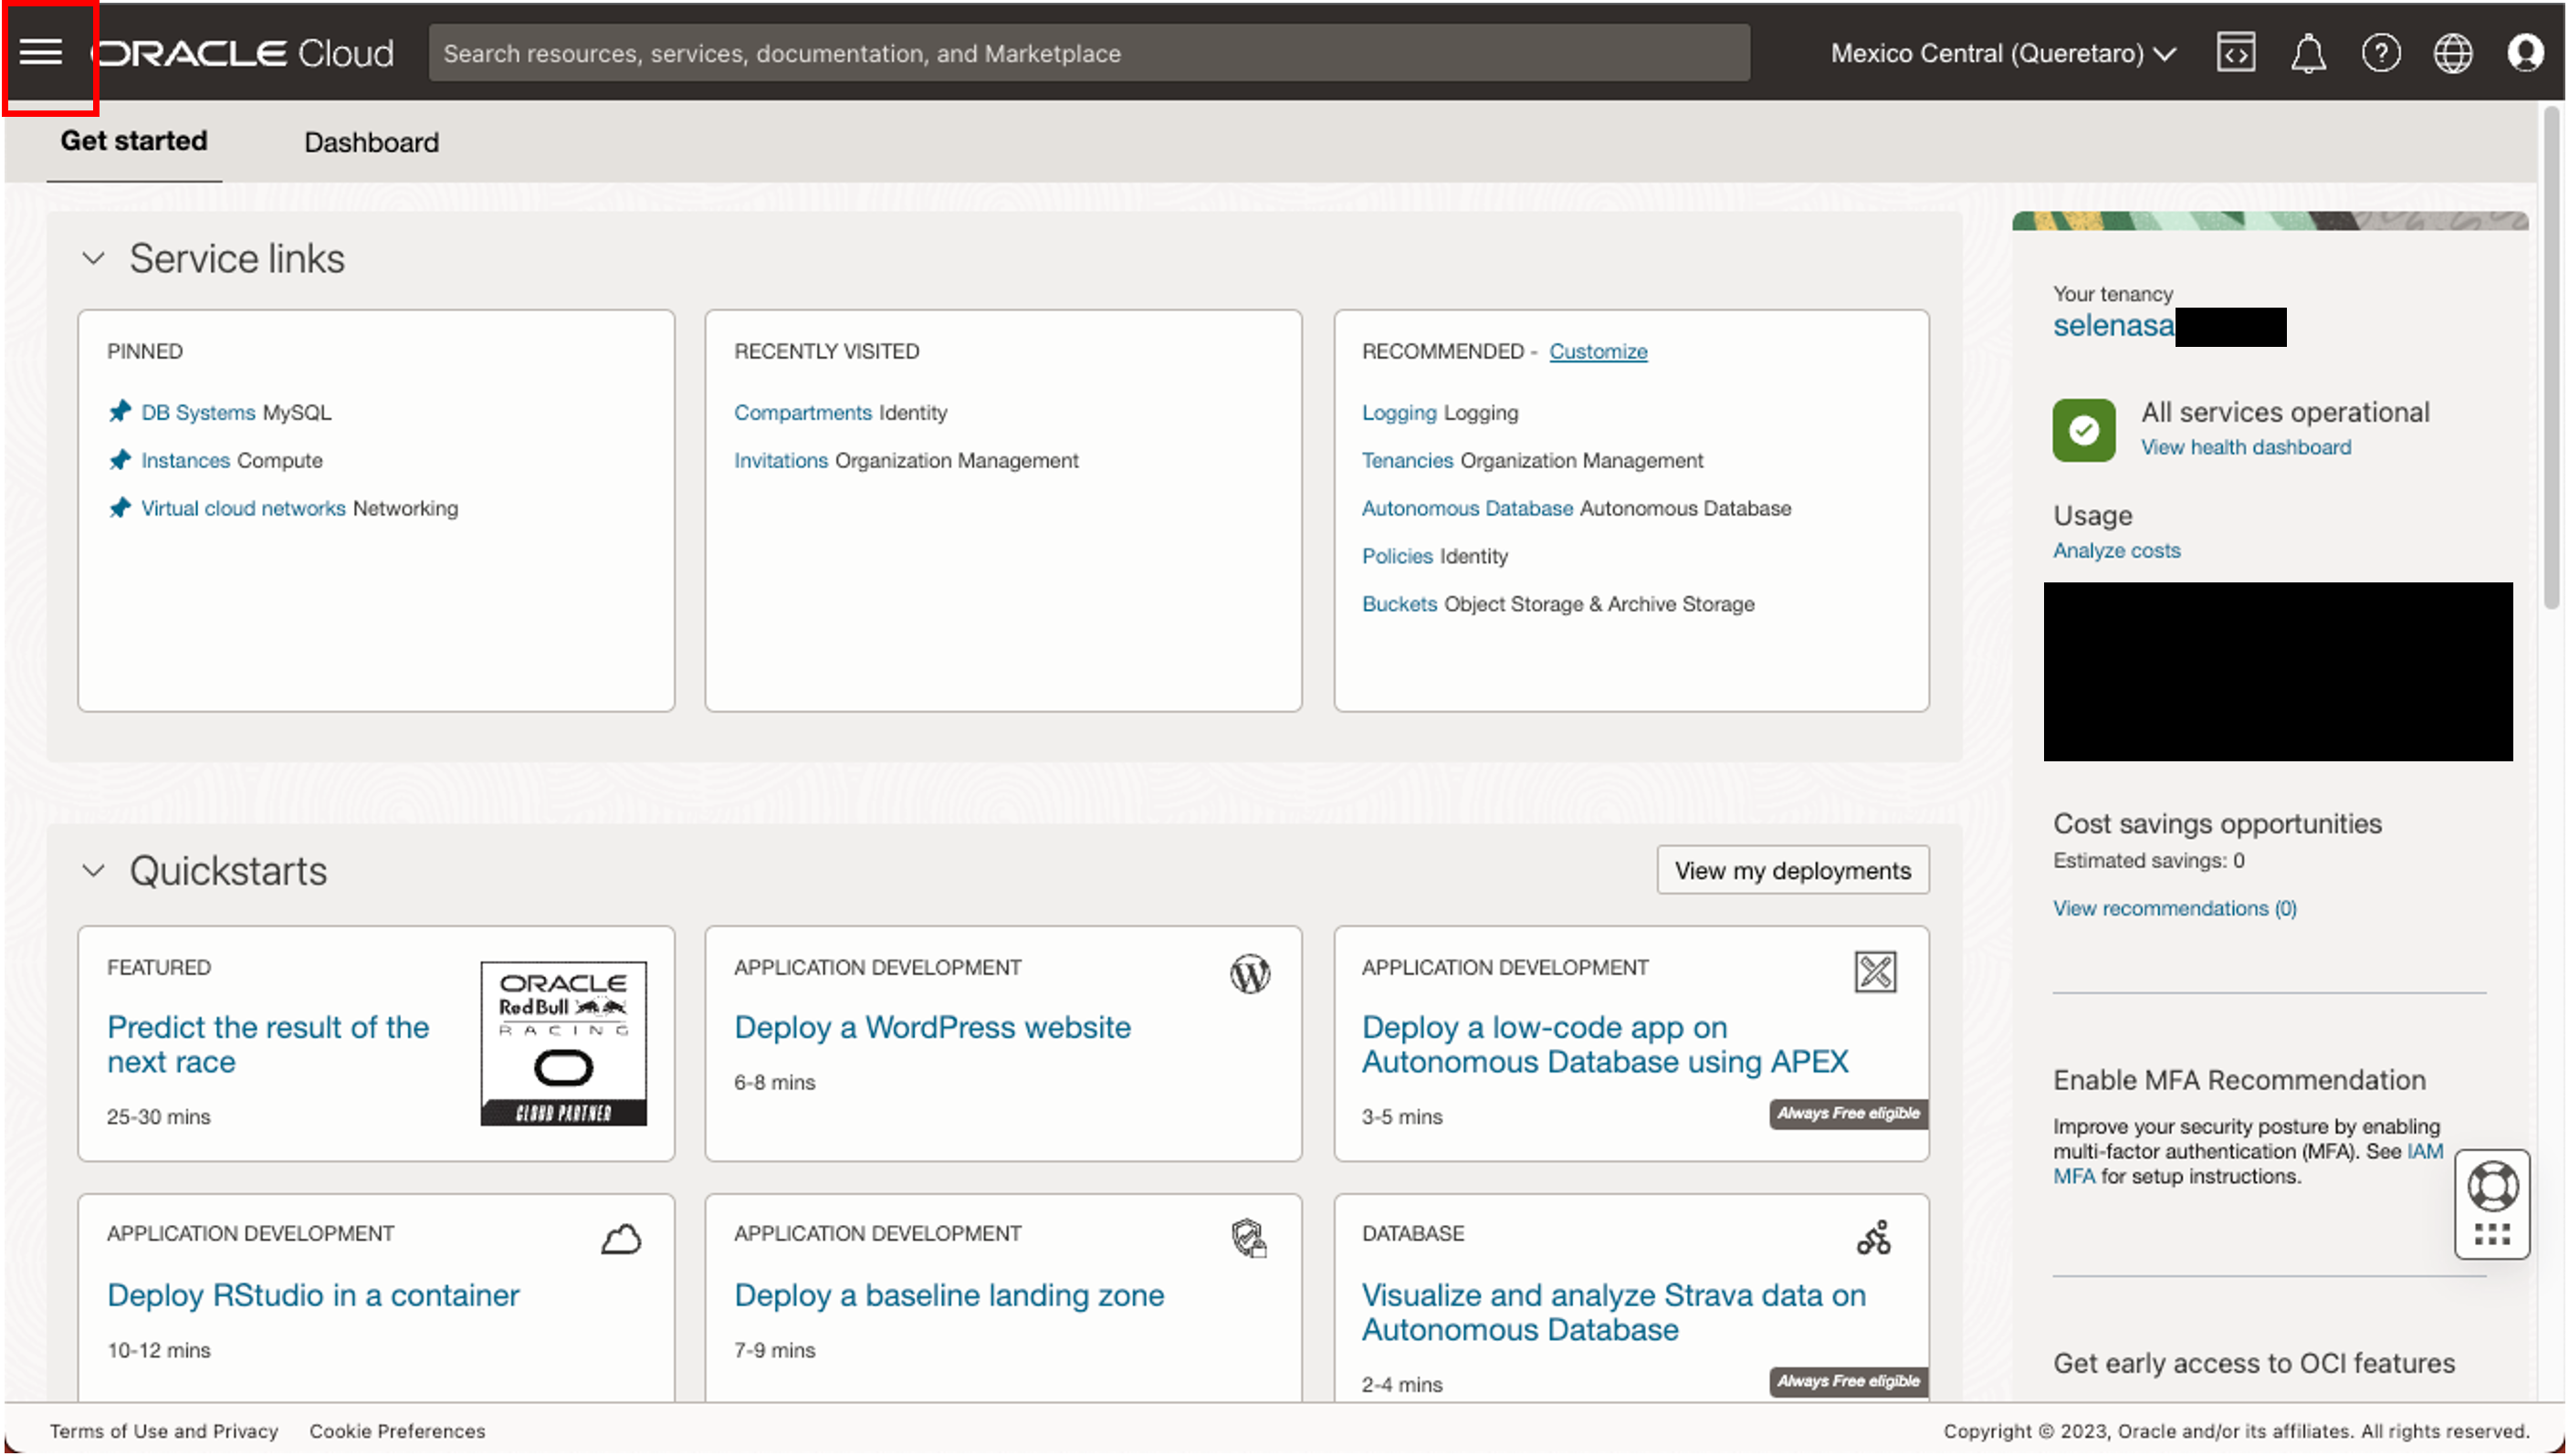 ORACLE Cloud
Search resources, services, documentation, and Marketplace
Mexico Central (Queretaro)
Get started
Dashboard
Service links
PINNED
DB Systems MySQL
Instances Compute
Virtual cloud networks Networking
RECENTLY VISITED
Compartments Identity
Invitations Organization Management
RECOMMENDED - Customize
Logging Logging
Tenancies Organization Management
Autonomous Database Autonomous Database
Policies Identity
Buckets Object Storage & Archive Storage
Your tenancy
selenasa
All services operational
View health dashboard
Usage
Analyze costs
Cost savings opportunities
Estimated savings: 0
View recommendations (0)
Enable MFA Recommendation
Improve your security posture by enabling
multi-factor authentication (MFA). See IAM
MFA for setup instructions.
Get early access to OCI features
Quickstarts
View my deployments
FEATURED
Predict the result of the
next race
25-30 mins
ORACLE
Red Bull
RACING
CLOUD PARTNER
APPLICATION DEVELOPMENT
Deploy a WordPress website
6-8 mins
APPLICATION DEVELOPMENT
Deploy a low-code app on
Autonomous Database using APEX
3-5 mins
Always Free eligible
APPLICATION DEVELOPMENT
Deploy RStudio in a container
10-12 mins
APPLICATION DEVELOPMENT
Deploy a baseline landing zone
7-9 mins
DATABASE
Visualize and analyze Strava data on
Autonomous Database
2-4 mins
Always Free eligible
Terms of Use and Privacy
Cookie Preferences
Copyright © 2023, Oracle and/or its affiliates. All rights reserved.